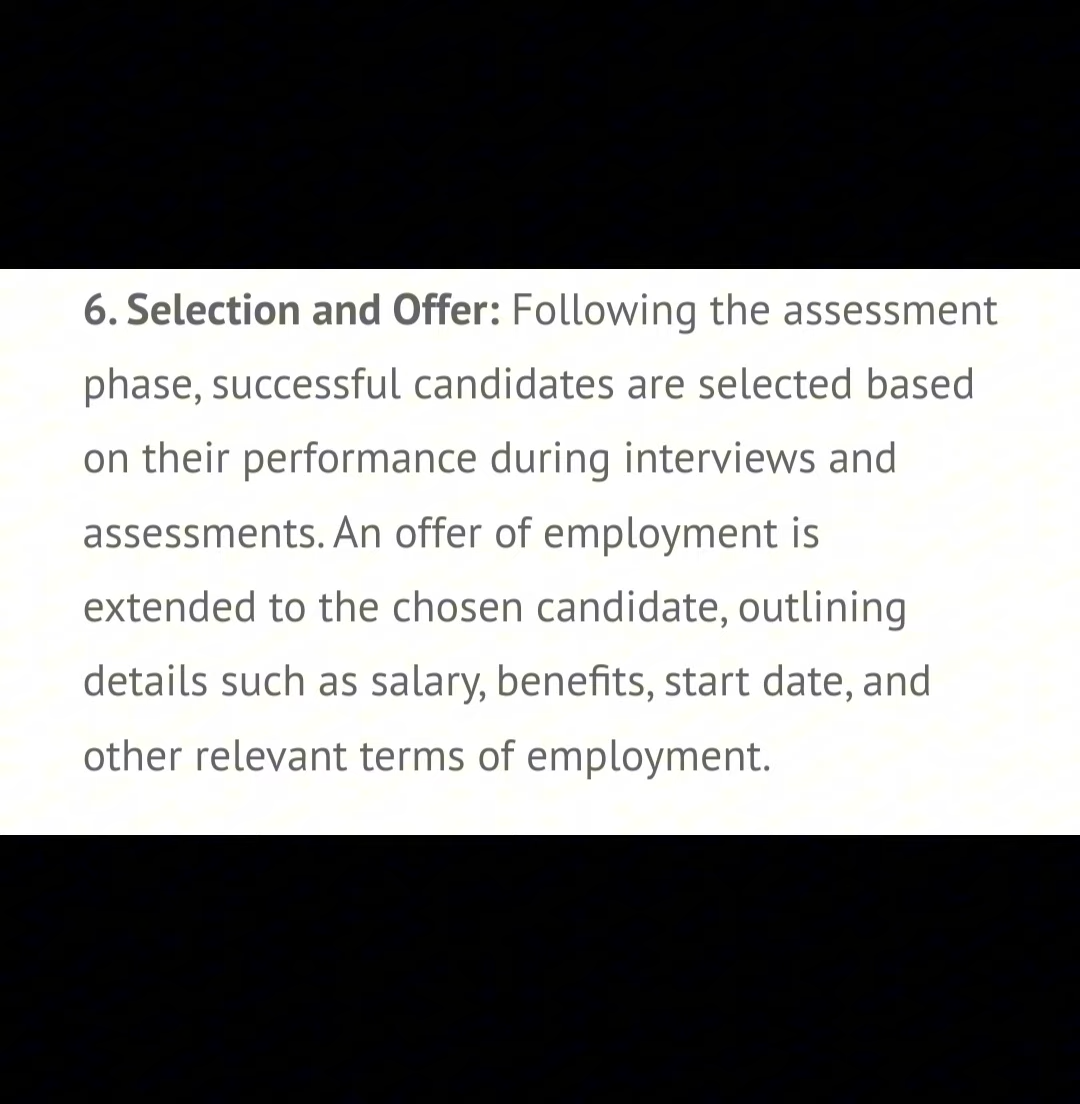 6. Selection and Offer: Following the assessment
phase, successful candidates are selected based
on their performance during interviews and
assessments. An offer of employment is
extended to the chosen candidate, outlining
details such as salary, benefits, start date, and
other relevant terms of employment.